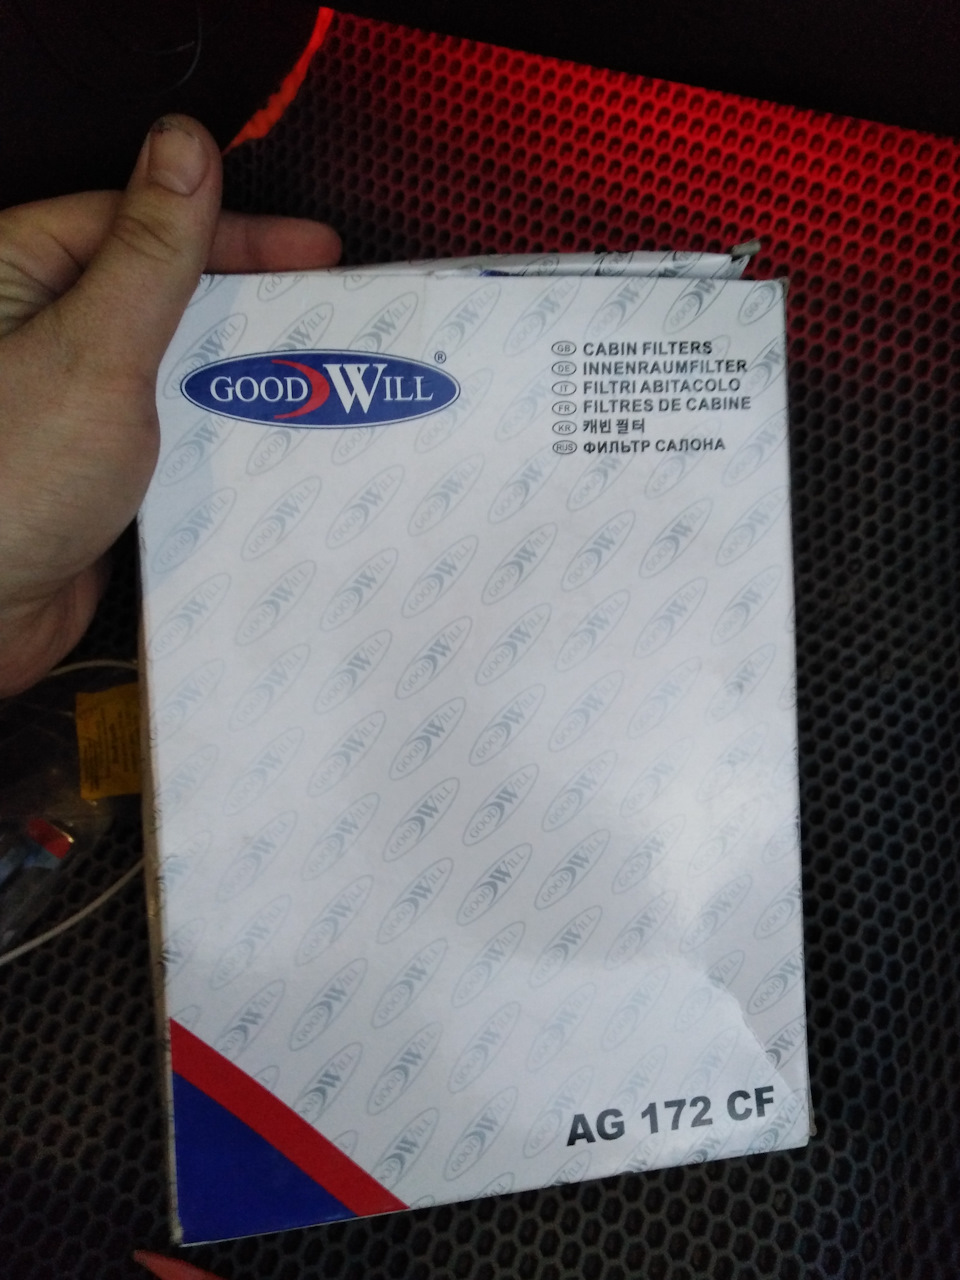 GOOD WILL ®
GB CABIN FILTERS
DE INNENRAUMFILTER
IT FILTRI ABITACOLO
FR FILTRES DE CABINE
KR 캐빈 필터
RUS ФИЛЬТР САЛОНА
AG 172 CF